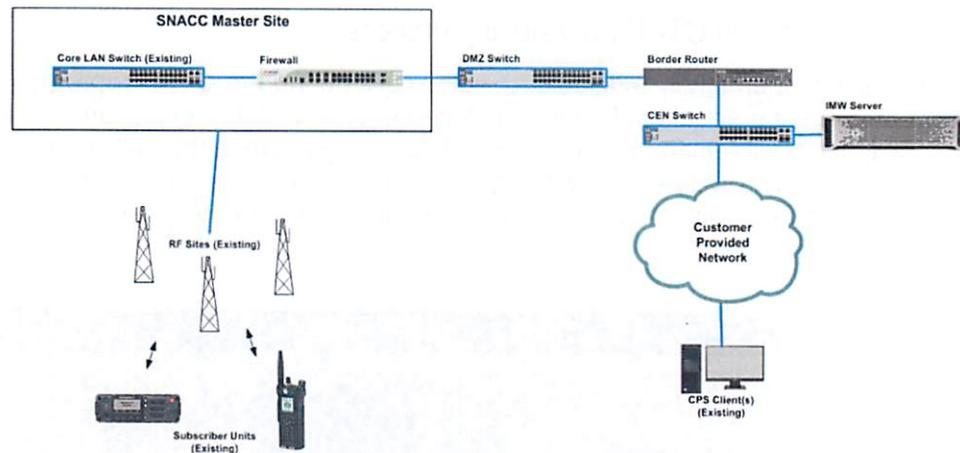 SNACC Master Site
Core LAN Switch (Existing)
Firewall
DMZ Switch
Border Router
CEN Switch
IMW Server
Customer
Provided
Network
RF Sites (Existing)
CPS Client(s)
(Existing)
Subscriber Units
(Existing)